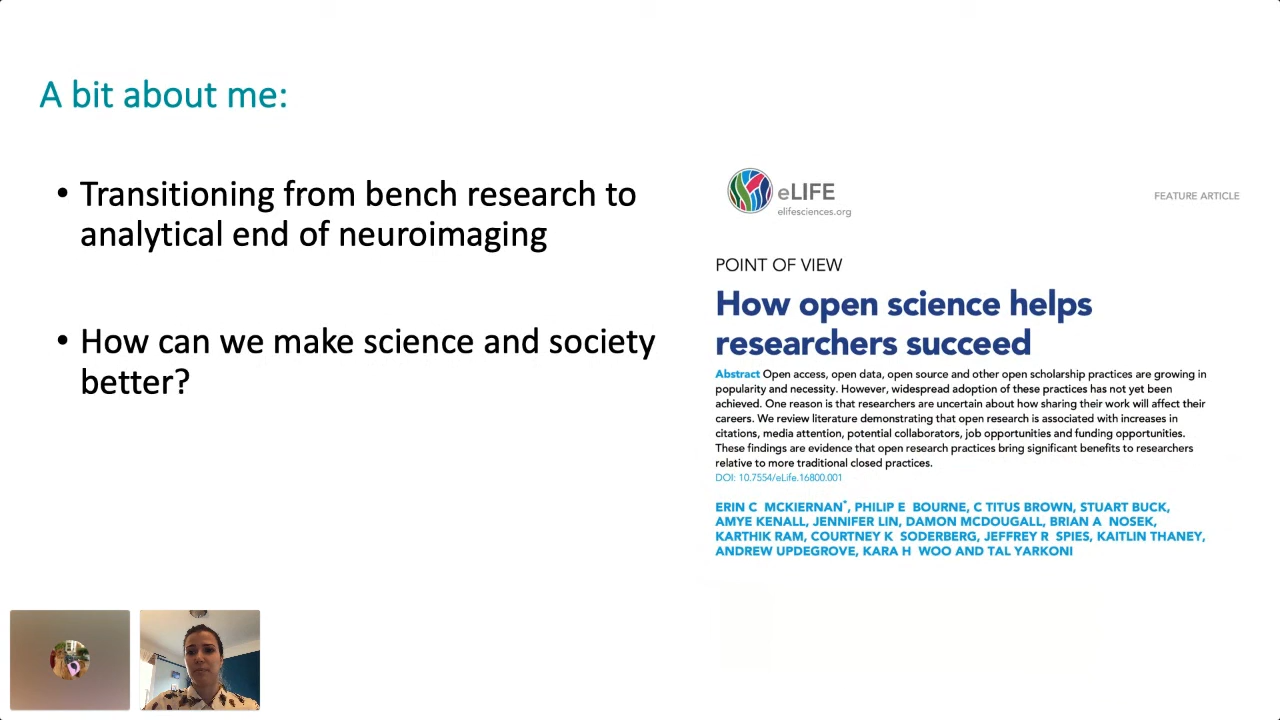 A bit about me:
• Transitioning from bench research to
analytical end of neuroimaging
• How can we make science and society
better?
eLIFE
elifesciences.org
FEATURE ARTICLE
POINT OF VIEW
How open science helps
researchers succeed
Abstract Open access, open data, open source and other open scholarship practices are growing in
popularity and necessity. However, widespread adoption of these practices has not yet been
achieved. One reason is that researchers are uncertain about how sharing their work will affect their
careers. We review literature demonstrating that open research is associated with increases in
citations, media attention, potential collaborators, job opportunities and funding opportunities.
These findings are evidence that open research practices bring significant benefits to researchers
relative to more traditional closed practices.
DOI: 10.7554/eLife.16800.001
ERIN C MCKIERNAN*, PHILIP E BOURNE, C TITUS BROWN, STUART BUCK,
AMYE KENALL, JENNIFER LIN, DAMON MCDOUGALL, BRIAN A NOSEK,
KARTHIK RAM, COURTNEY K SODERBERG, JEFFREY R SPIES, KAITLIN THANEY,
ANDREW UPDEGROVE, KARA H WOO AND TAL YARKONI